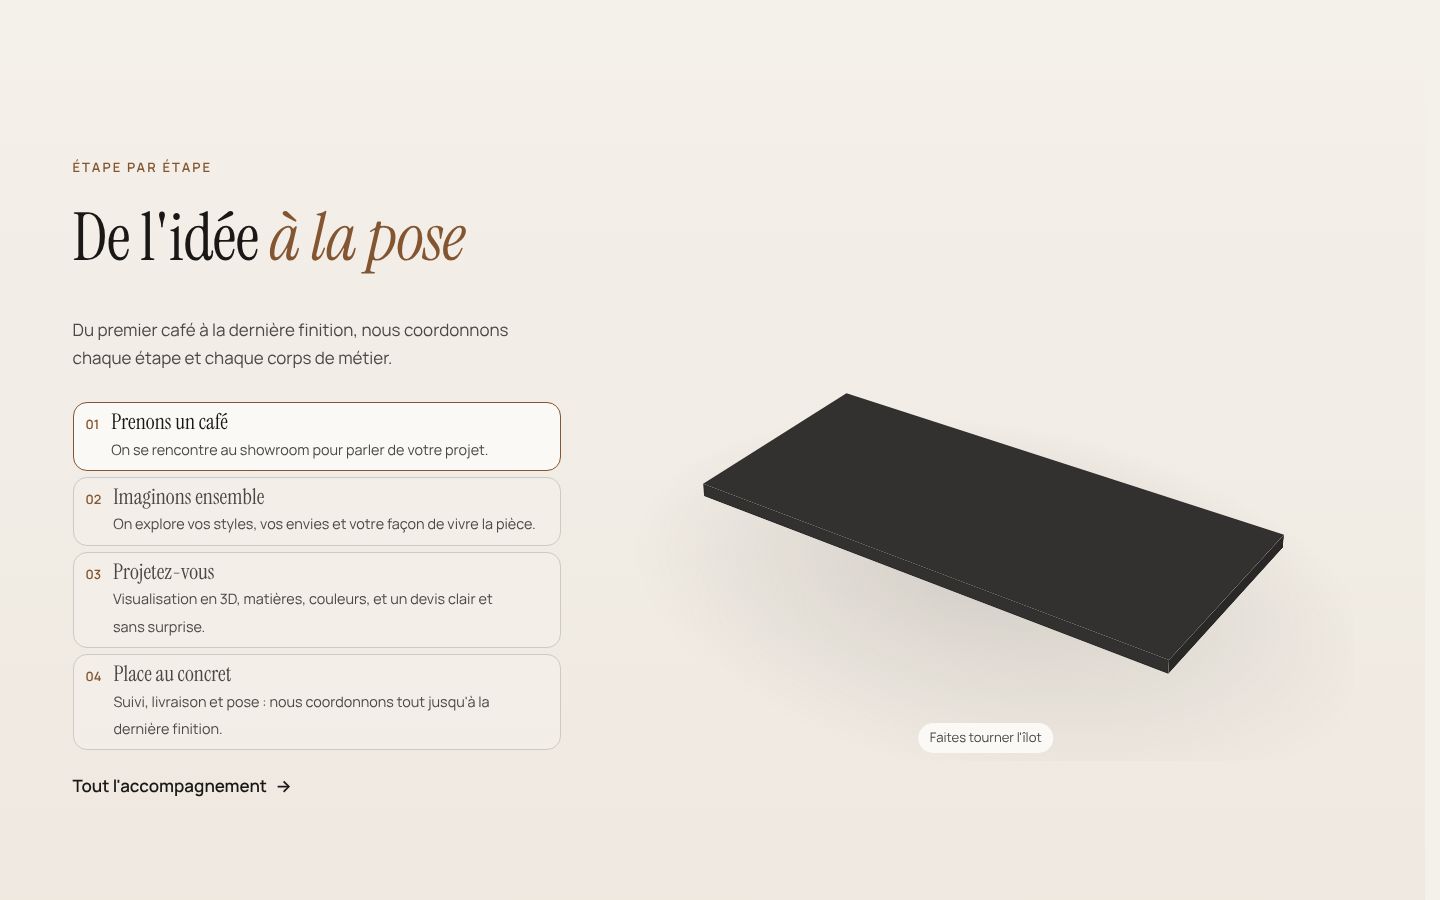 ÉTAPE PAR ÉTAPE
De l'idée à la pose
Du premier café à la dernière finition, nous coordonnons
chaque étape et chaque corps de métier.
01 Prenons un café
On se rencontre au showroom pour parler de votre projet.
02 Imaginons ensemble
On explore vos styles, vos envies et votre façon de vivre la pièce.
03 Projetez-vous
Visualisation en 3D, matières, couleurs, et un devis clair et
sans surprise.
04 Place au concret
Suivi, livraison et pose : nous coordonnons tout jusqu'à la
dernière finition.
Tout l'accompagnement →
Faites tourner l'îlot